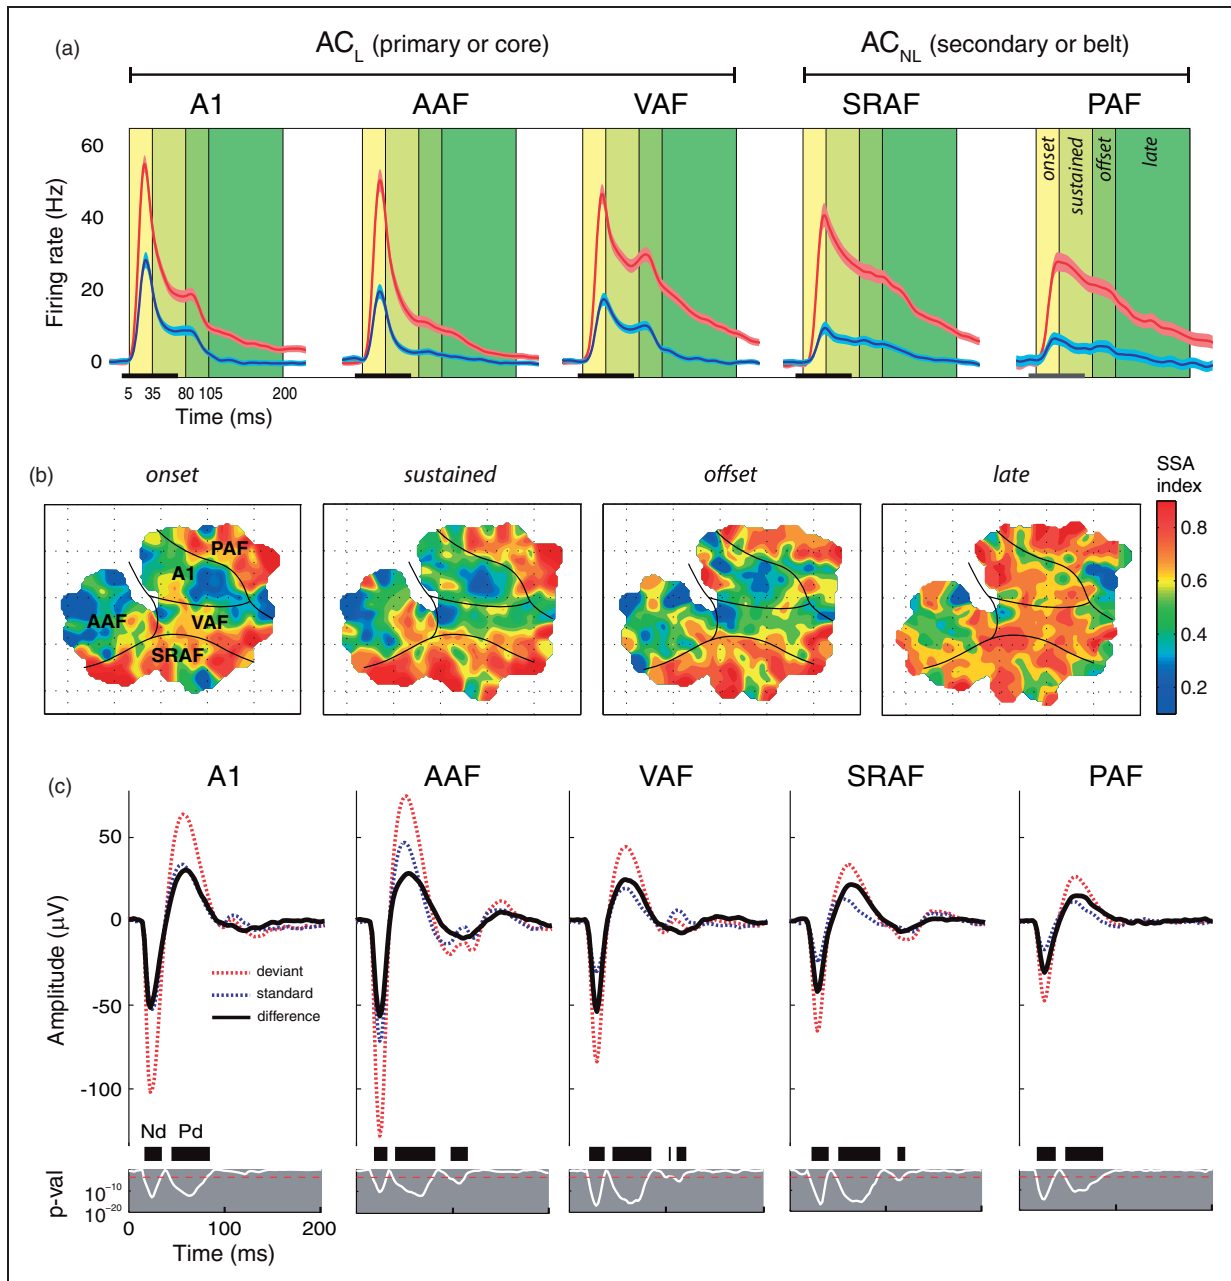 (a)
AC_L (primary or core)
AC_NL (secondary or belt)
A1
AAF
VAF
SRAF
PAF
Firing rate (Hz)
60
40
20
0
onset
sustained
offset
late
5 35 80 105 200
Time (ms)
(b)
onset
sustained
offset
late
SSA
index
PAF
A1
AAF
VAF
SRAF
0.8
0.6
0.4
0.2
(c)
A1
AAF
VAF
SRAF
PAF
Amplitude (µV)
50
0
-50
-100
deviant
standard
difference
Nd Pd
p-val
10^-10
10^-20
0 100 200
Time (ms)